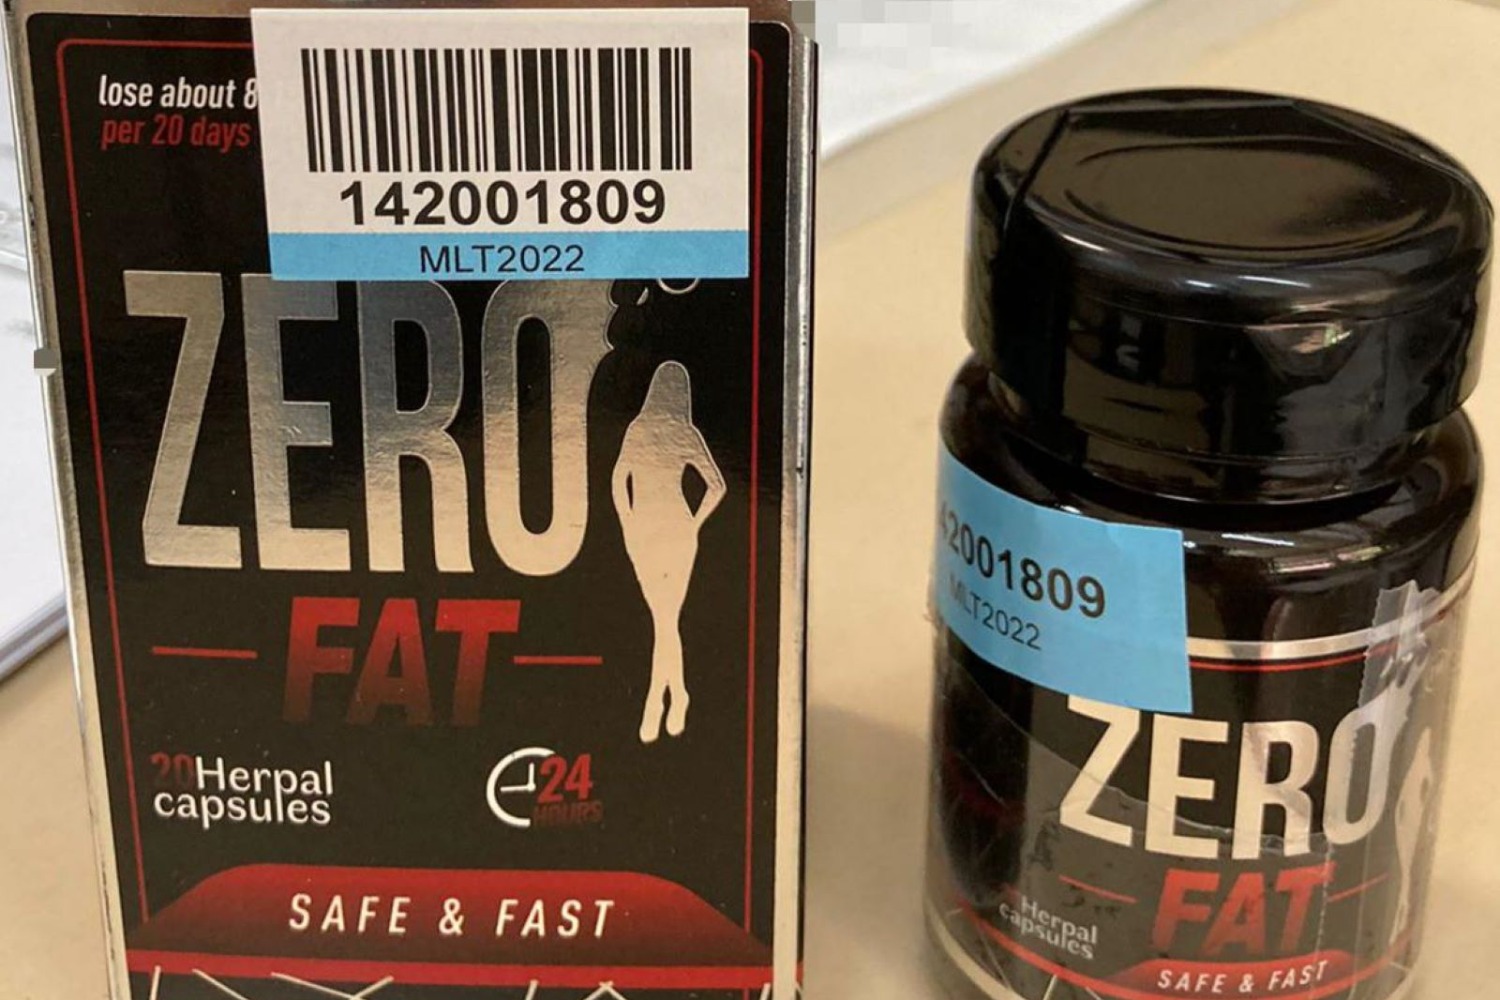 lose about 8
per 20 days
142001809
MLT2022
ZERO
FAT
20Herpal
capsules
24
HOURS
SAFE & FAST
42001809
MLT2022
ZERO
FAT
Herpal
capsules
SAFE & FAST